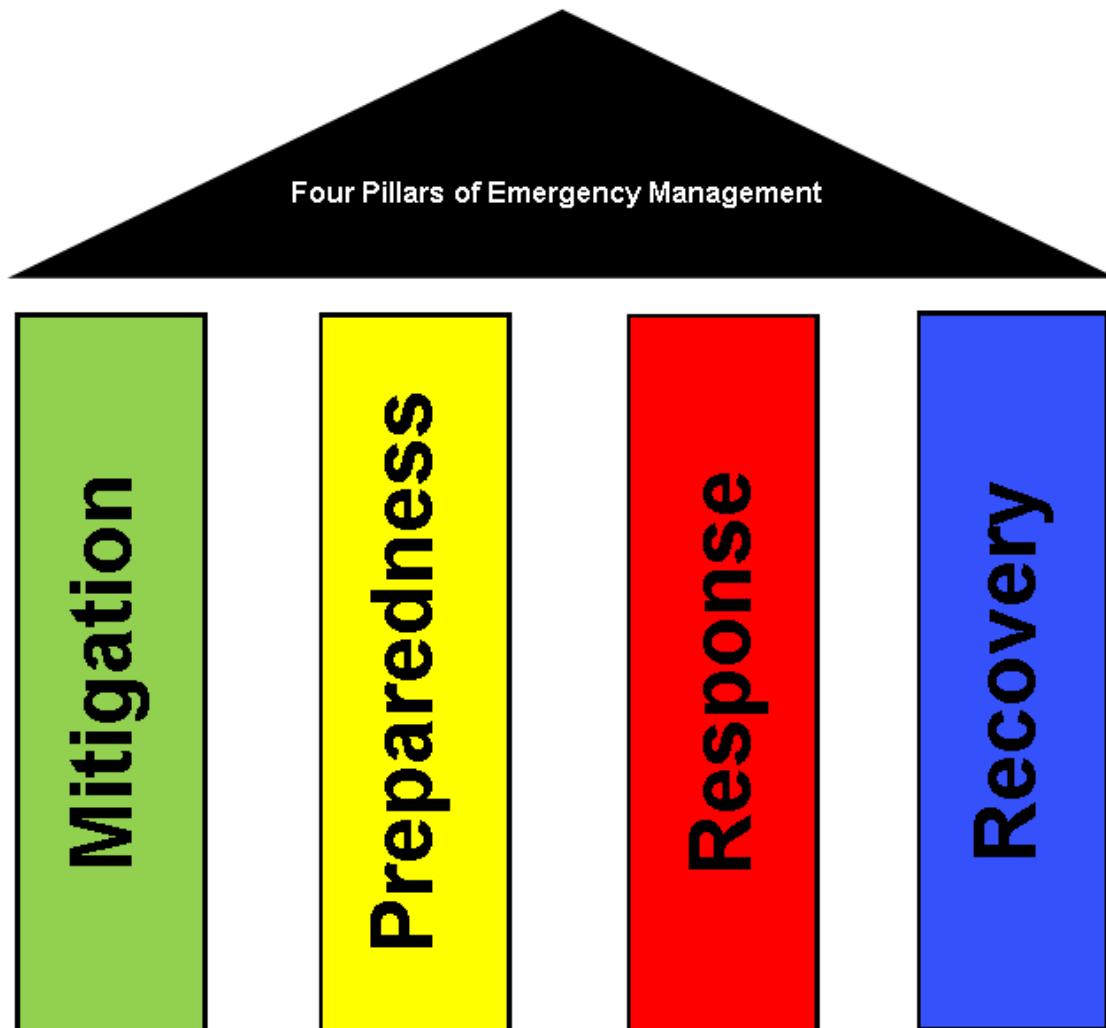 Four Pillars of Emergency Management
Mitigation
Preparedness
Response
Recovery